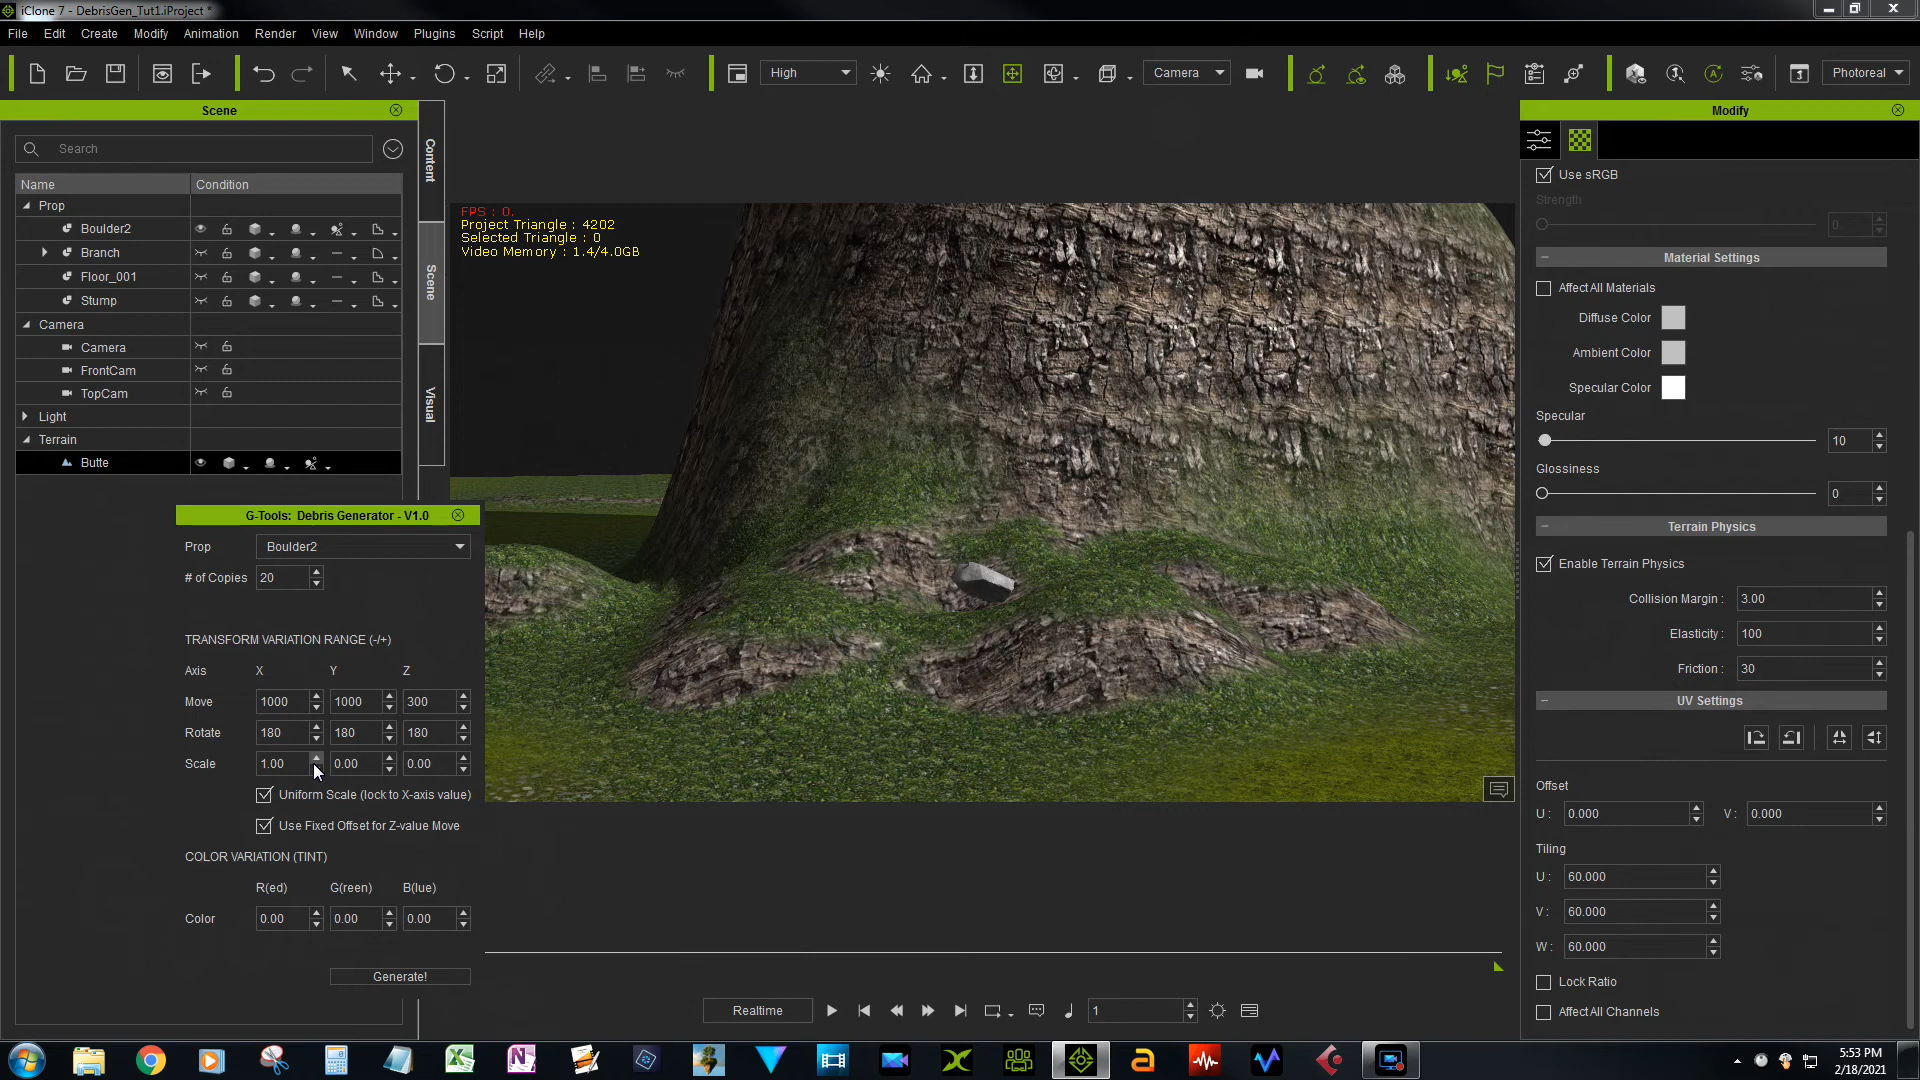 iClone 7 - DebrisGen_Tut1.iProject *
File Edit Create Modify Animation Render View Window Plugins Script Help
High Camera Photoreal
Scene
Search
Name Condition
Prop
Boulder2
Branch
Floor_001
Stump
Camera
Camera
FrontCam
TopCam
Light
Terrain
Butte
Content
Scene
Visual
FPS : 0.
Project Triangle : 4202
Selected Triangle : 0
Video Memory : 1.4/4.0GB
G-Tools: Debris Generator - V1.0
Prop Boulder2
# of Copies 20
TRANSFORM VARIATION RANGE (-/+)
Axis X Y Z
Move 1000 1000 300
Rotate 180 180 180
Scale 1.00 0.00 0.00
Uniform Scale (lock to X-axis value)
Use Fixed Offset for Z-value Move
COLOR VARIATION (TINT)
R(ed) G(reen) B(lue)
Color 0.00 0.00 0.00
Generate!
Realtime 1
Modify
Use sRGB
Strength
0
Material Settings
Affect All Materials
Diffuse Color
Ambient Color
Specular Color
Specular
10
Glossiness
0
Terrain Physics
Enable Terrain Physics
Collision Margin : 3.00
Elasticity : 100
Friction : 30
UV Settings
Offset
U : 0.000 V : 0.000
Tiling
U : 60.000
V : 60.000
W : 60.000
Lock Ratio
Affect All Channels
5:53 PM
2/18/2021